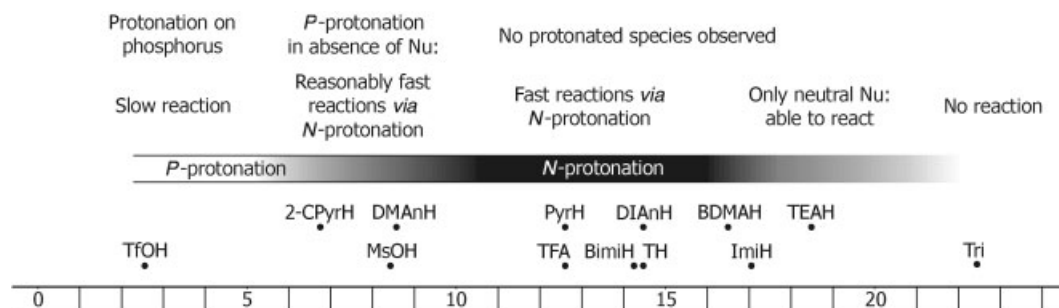 Protonation on
phosphorus
P-protonation
in absence of Nu:
No protonated species observed
Slow reaction
Reasonably fast
reactions via
N-protonation
Fast reactions via
N-protonation
Only neutral Nu:
able to react
No reaction
P-protonation
N-protonation
2-CPyrH DMAnH PyrH DIAnH BDMAH TEAH
TfOH MsOH TFA BimiH TH ImiH Tri
0 5 10 15 20